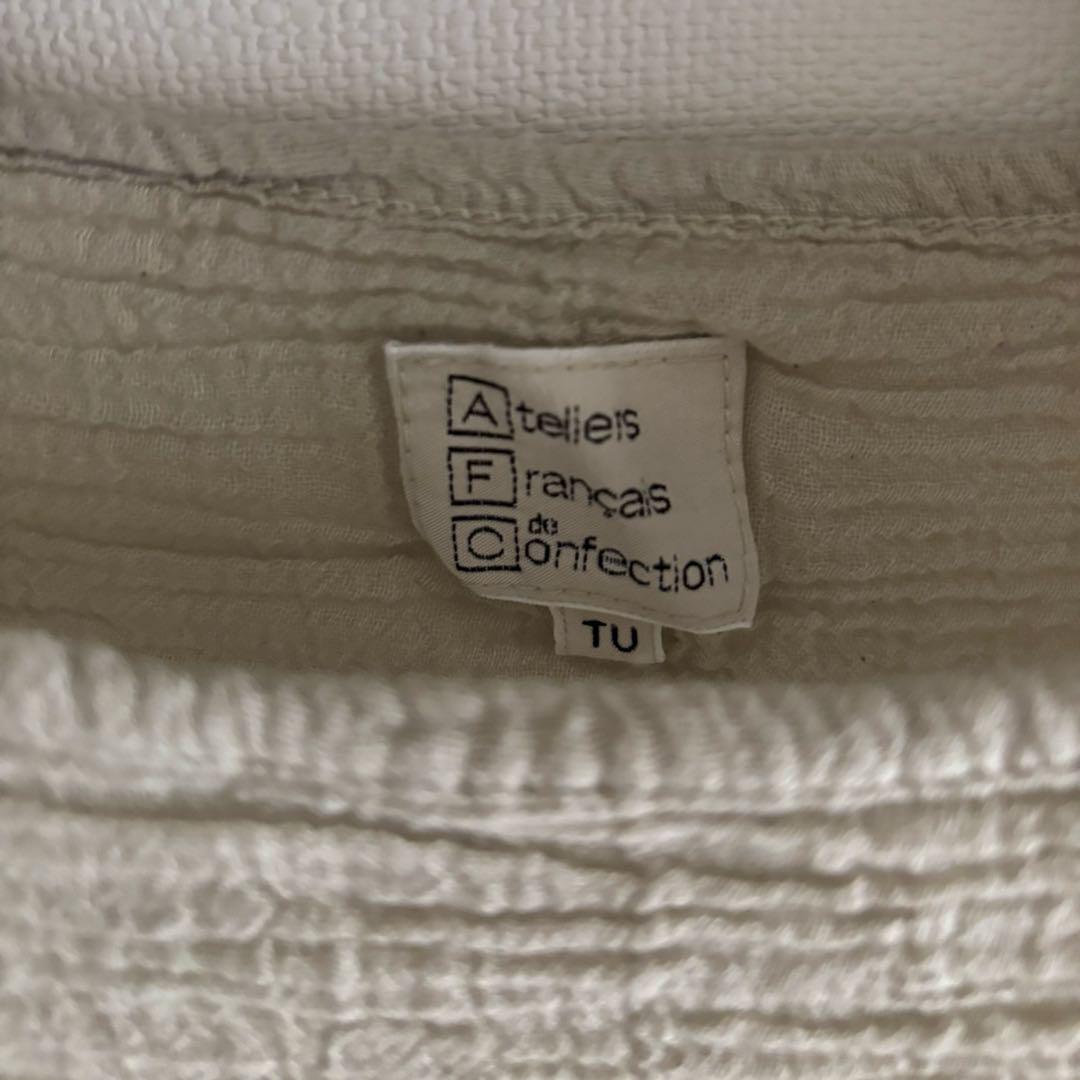 Ateliers
Français
de
Confection
TU